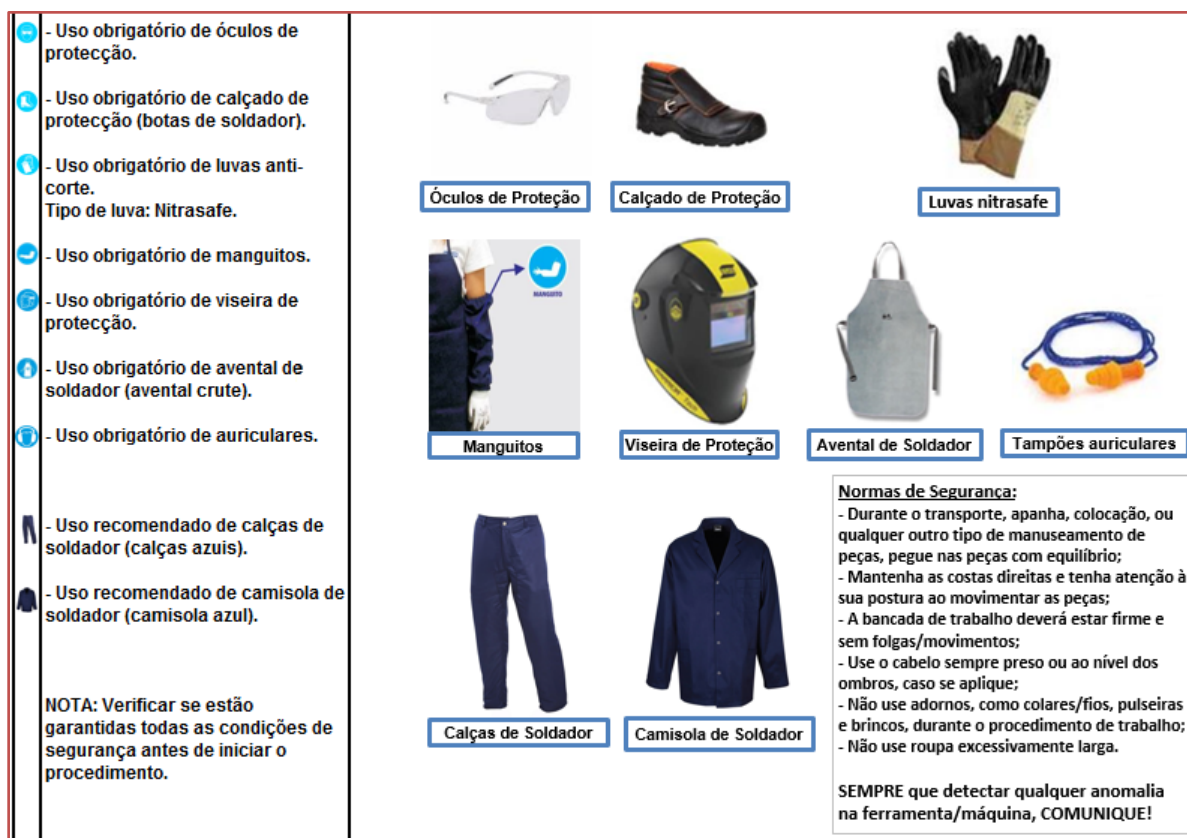 - Uso obrigatório de óculos de
protecção.
- Uso obrigatório de calçado de
protecção (botas de soldador).
- Uso obrigatório de luvas anti-
corte.
Tipo de luva: Nitrasafe.
- Uso obrigatório de manguitos.
- Uso obrigatório de viseira de
protecção.
- Uso obrigatório de avental de
soldador (avental crute).
- Uso obrigatório de auriculares.
- Uso recomendado de calças de
soldador (calças azuis).
- Uso recomendado de camisola de
soldador (camisola azul).
NOTA: Verificar se estão
garantidas todas as condições de
segurança antes de iniciar o
procedimento.
Óculos de Proteção
Calçado de Proteção
Luvas nitrasafe
MANGUITO
Manguitos
Viseira de Proteção
Avental de Soldador
Tampões auriculares
Calças de Soldador
Camisola de Soldador
Normas de Segurança:
- Durante o transporte, apanha, colocação, ou
qualquer outro tipo de manuseamento de
peças, pegue nas peças com equilíbrio;
- Mantenha as costas direitas e tenha atenção à
sua postura ao movimentar as peças;
- A bancada de trabalho deverá estar firme e
sem folgas/movimentos;
- Use o cabelo sempre preso ou ao nível dos
ombros, caso se aplique;
- Não use adornos, como colares/fios, pulseiras
e brincos, durante o procedimento de trabalho;
- Não use roupa excessivamente larga.
SEMPRE que detectar qualquer anomalia
na ferramenta/máquina, COMUNIQUE!